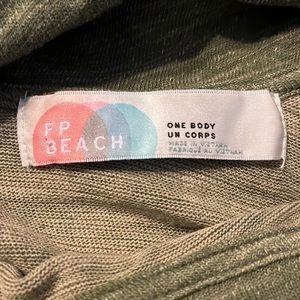 FP
BEACH
ONE BODY
UN CORPS
MADE IN VIETNAM
FABRIQUÉ AU VIETNAM